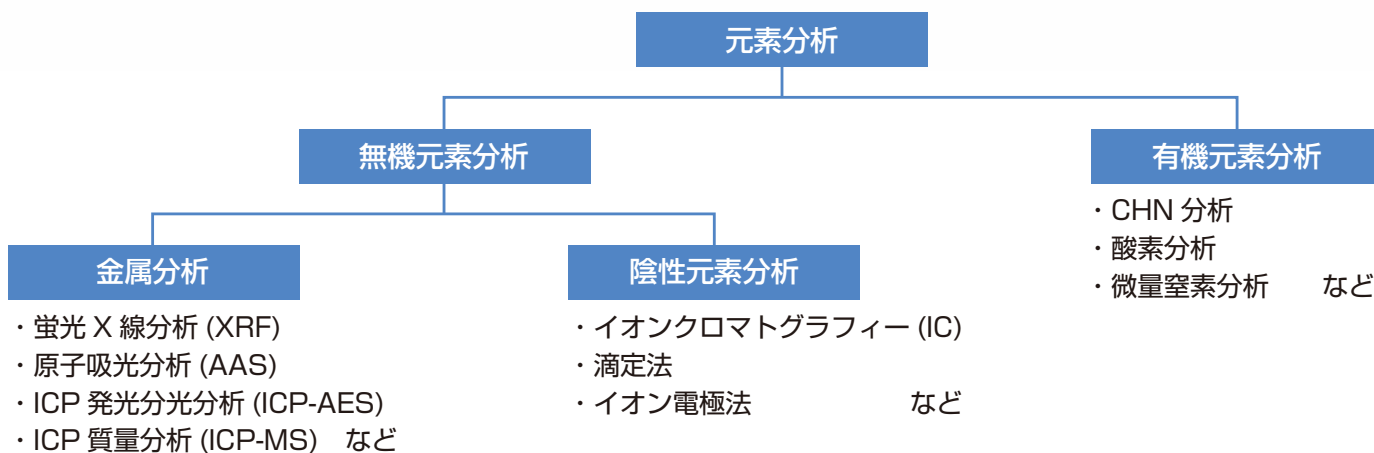 元素分析
無機元素分析
有機元素分析
・CHN 分析
・酸素分析
・微量窒素分析　　など
金属分析
・蛍光 X 線分析 (XRF)
・原子吸光分析 (AAS)
・ICP 発光分光分析 (ICP-AES)
・ICP 質量分析 (ICP-MS)　など
陰性元素分析
・イオンクロマトグラフィー (IC)
・滴定法
・イオン電極法　　　　　　など